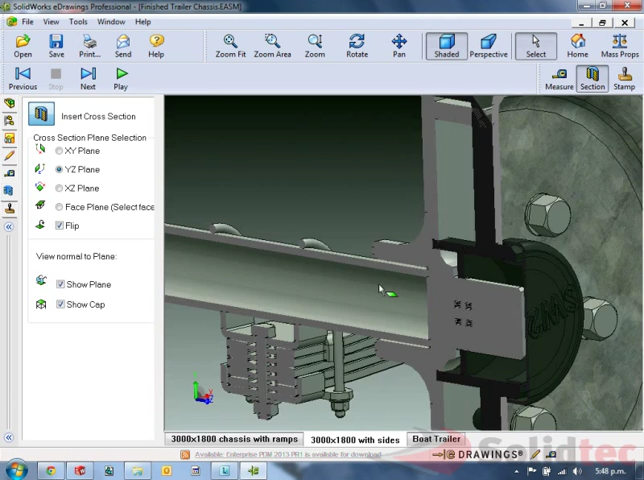 SolidWorks eDrawings Professional - [Finished Trailer Chassis.EASM]
File View Tools Window Help
Open Save Print... Send Help Zoom Fit Zoom Area Zoom Rotate Pan Shaded Perspective Select Home Mass Props
Previous Stop Next Play Measure Section Stamp
Insert Cross Section
Cross Section Plane Selection
XY Plane
YZ Plane
XZ Plane
Face Plane (Select face
Flip
View normal to Plane:
Show Plane
Show Cap
3000x1800 chassis with ramps 3000x1800 with sides Boat Trailer
Solidtec
Available: Enterprise PDM 2013 PR1 is available for download
eDRAWINGS®
5:48 p.m.